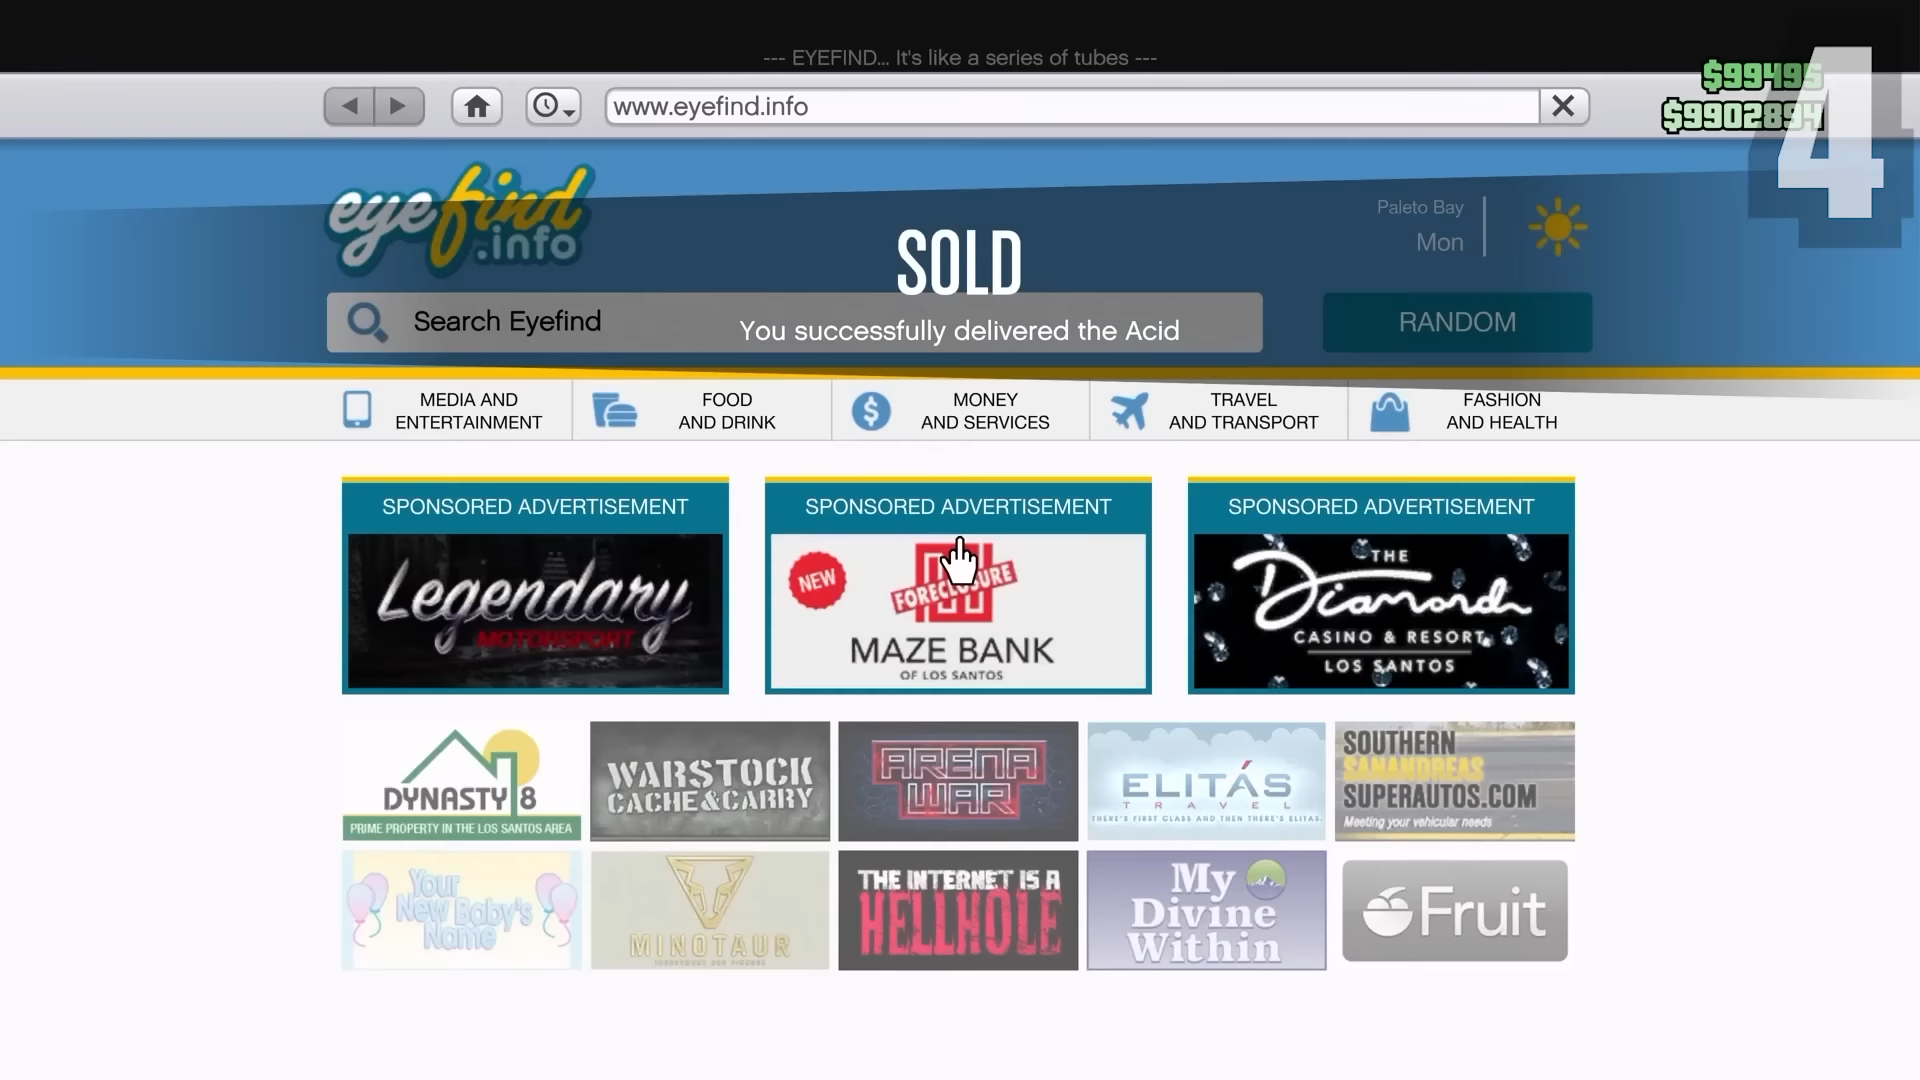 --- EYEFIND... It's like a series of tubes ---
www.eyefind.info
$99495
4
eyefind
.info
Paleto Bay
Mon
SOLD
Search Eyefind
You successfully delivered the Acid
RANDOM
MEDIA AND
ENTERTAINMENT
FOOD
AND DRINK
MONEY
AND SERVICES
TRAVEL
AND TRANSPORT
FASHION
AND HEALTH
SPONSORED ADVERTISEMENT
Legendary
MOTORSPORT
SPONSORED ADVERTISEMENT
NEW
FORECLOSURE
MAZE BANK
OF LOS SANTOS
SPONSORED ADVERTISEMENT
THE
Diamond
CASINO & RESORT
LOS SANTOS
DYNASTY 8
PRIME PROPERTY IN THE LOS SANTOS AREA
WARSTOCK
CACHE&CARRY
ARENA
WAR
ELITÁS
TRAVEL
THERE'S FIRST CLASS AND THEN THERE'S ELITAS.
SOUTHERN
SANANDREAS
SUPERAUTOS.COM
Meeting your vehicular needs
Your
New Baby's
Name
MINOTAUR
THE INTERNET IS A
HELLHOLE
My
Divine
Within
Fruit